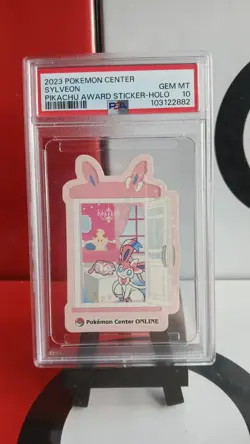 2023 POKEMON CENTER
SYLVEON GEM MT
PIKACHU AWARD STICKER-HOLO 10
PSA 103122882
Pokémon Center ONLINE